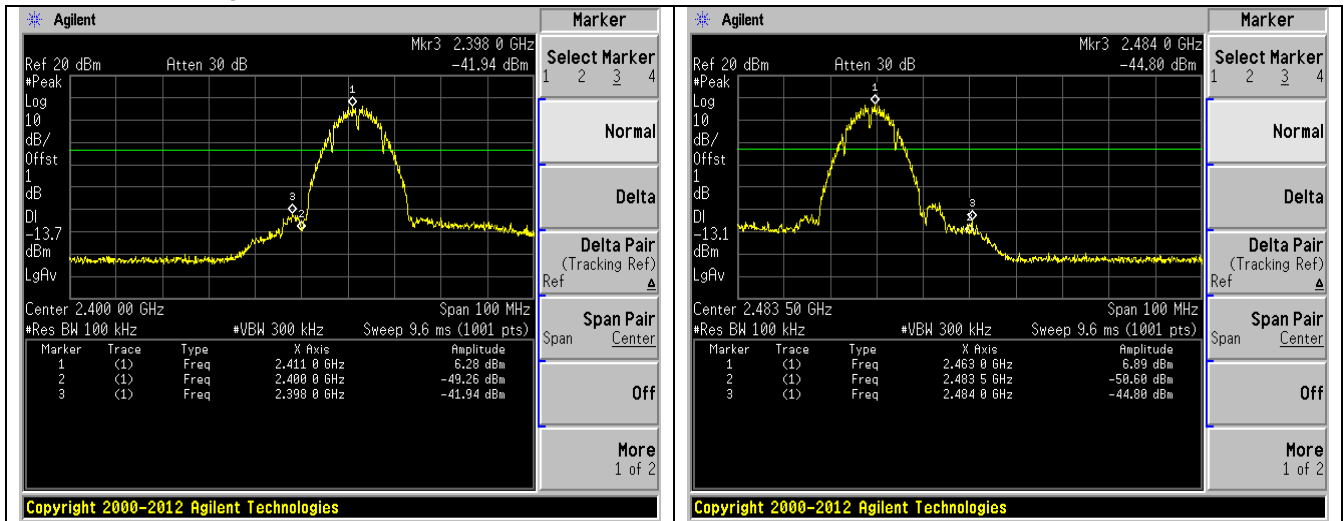 Agilent
Marker
Mkr3 2.398 0 GHz
Ref 20 dBm Atten 30 dB -41.94 dBm
#Peak
Log
10
dB/
Offst
1
dB
DI
-13.7
dBm
LgAv
1
3
2
Center 2.400 00 GHz Span 100 MHz
#Res BW 100 kHz #VBW 300 kHz Sweep 9.6 ms (1001 pts)
Marker Trace Type X Axis Amplitude
1 (1) Freq 2.411 0 GHz 6.28 dBm
2 (1) Freq 2.400 0 GHz -49.26 dBm
3 (1) Freq 2.398 0 GHz -41.94 dBm
Select Marker
1 2 3 4
Normal
Delta
Delta Pair
(Tracking Ref)
Ref Δ
Span Pair
Span Center
Off
More
1 of 2
Copyright 2000-2012 Agilent Technologies
Agilent
Marker
Mkr3 2.484 0 GHz
Ref 20 dBm Atten 30 dB -44.80 dBm
#Peak
Log
10
dB/
Offst
1
dB
DI
-13.1
dBm
LgAv
1
3
Center 2.483 50 GHz Span 100 MHz
#Res BW 100 kHz #VBW 300 kHz Sweep 9.6 ms (1001 pts)
Marker Trace Type X Axis Amplitude
1 (1) Freq 2.463 0 GHz 6.89 dBm
2 (1) Freq 2.483 5 GHz -50.60 dBm
3 (1) Freq 2.484 0 GHz -44.80 dBm
Select Marker
1 2 3 4
Normal
Delta
Delta Pair
(Tracking Ref)
Ref Δ
Span Pair
Span Center
Off
More
1 of 2
Copyright 2000-2012 Agilent Technologies